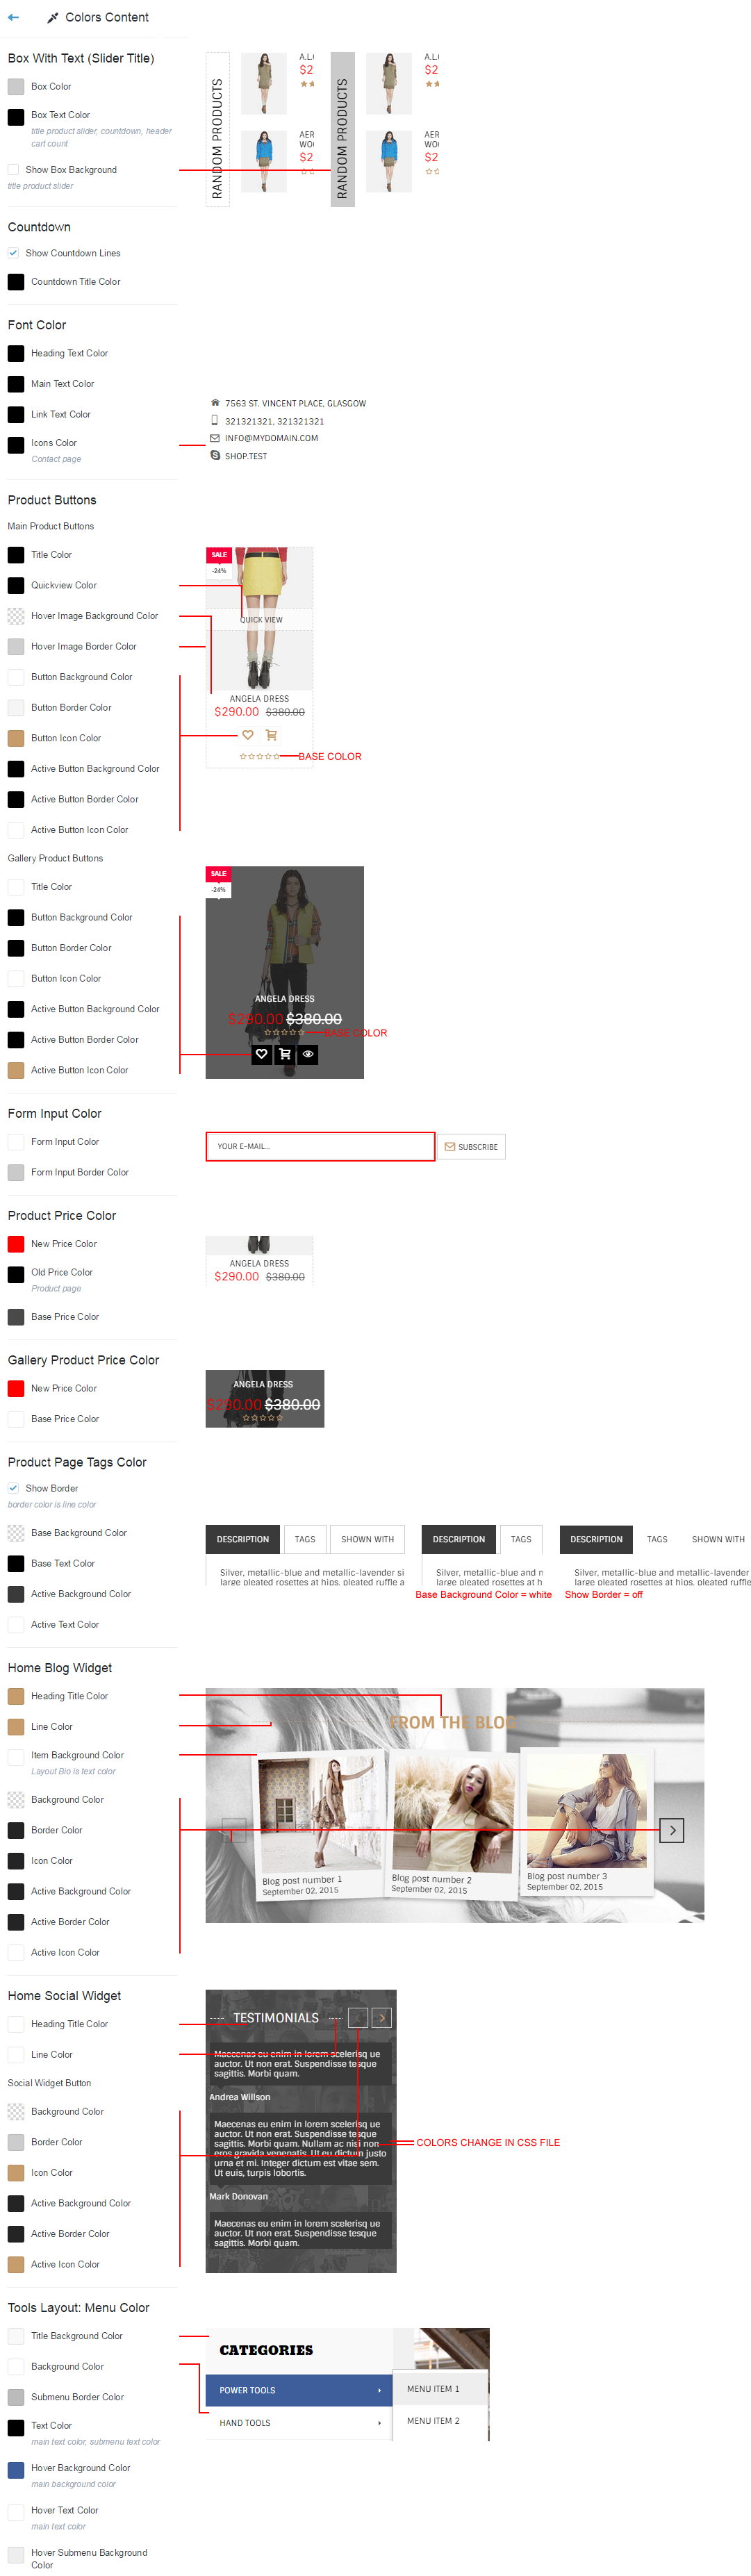 Colors Content
Box With Text (Slider Title)
Box Color
Box Text Color
title product slider, countdown, header
cart count
Show Box Background
title product slider
RANDOM PRODUCTS
A.L.
$2
AER
WO
$2
RANDOM PRODUCTS
A.L.
$2
AER
WO
$2
Countdown
Show Countdown Lines
Countdown Title Color
Font Color
Heading Text Color
Main Text Color
Link Text Color
Icons Color
Contact page
7563 ST. VINCENT PLACE, GLASGOW
321321321, 321321321
INFO@MYDOMAIN.COM
SHOP.TEST
Product Buttons
Main Product Buttons
Title Color
Quickview Color
Hover Image Background Color
Hover Image Border Color
Button Background Color
Button Border Color
Button Icon Color
Active Button Background Color
Active Button Border Color
Active Button Icon Color
SALE
-24%
QUICK VIEW
ANGELA DRESS
$290.00 $380.00
BASE COLOR
Gallery Product Buttons
Title Color
Button Background Color
Button Border Color
Button Icon Color
Active Button Background Color
Active Button Border Color
Active Button Icon Color
SALE
-24%
ANGELA DRESS
$290.00 $380.00
BASE COLOR
Form Input Color
Form Input Color
Form Input Border Color
YOUR E-MAIL...
SUBSCRIBE
Product Price Color
New Price Color
Old Price Color
Product page
Base Price Color
ANGELA DRESS
$290.00 $380.00
Gallery Product Price Color
New Price Color
Base Price Color
ANGELA DRESS
$290.00 $380.00
Product Page Tags Color
Show Border
border color is line color
Base Background Color
Base Text Color
Active Background Color
Active Text Color
DESCRIPTION TAGS SHOWN WITH
Silver, metallic-blue and metallic-lavender si
large pleated rosettes at hips, pleated ruffle a
DESCRIPTION TAGS
Silver, metallic-blue and n
large pleated rosettes at h
Base Background Color = white
DESCRIPTION TAGS SHOWN WITH
Silver, metallic-blue and metallic-lavender
large pleated rosettes at hips, pleated ruffle
Show Border = off
Home Blog Widget
Heading Title Color
Line Color
Item Background Color
Layout Bio is text color
Background Color
Border Color
Icon Color
Active Background Color
Active Border Color
Active Icon Color
FROM THE BLOG
Blog post number 1
September 02, 2015
Blog post number 2
September 02, 2015
Blog post number 3
September 02, 2015
Home Social Widget
Heading Title Color
Line Color
Social Widget Button
Background Color
Border Color
Icon Color
Active Background Color
Active Border Color
Active Icon Color
TESTIMONIALS
Maecenas eu enim in lorem scelerisq ue
auctor. Ut non erat. Suspendisse tesque
sagittis. Morbi quam.
Andrea Willson
Maecenas eu enim in lorem scelerisq ue
auctor. Ut non erat. Suspendisse tesque
sagittis. Morbi quam. Nullam ac nisi non
eros gravida venenatis. Ut eu dictum justo
urna et mi. Integer dictum est vitae sem.
Ut euis, turpis lobortis.
Mark Donovan
Maecenas eu enim in lorem scelerisq ue
auctor. Ut non erat. Suspendisse tesque
sagittis. Morbi quam.
COLORS CHANGE IN CSS FILE
Tools Layout: Menu Color
Title Background Color
Background Color
Submenu Border Color
Text Color
main text color, submenu text color
Hover Background Color
main background color
Hover Text Color
main text color
Hover Submenu Background
Color
CATEGORIES
POWER TOOLS
HAND TOOLS
MENU ITEM 1
MENU ITEM 2